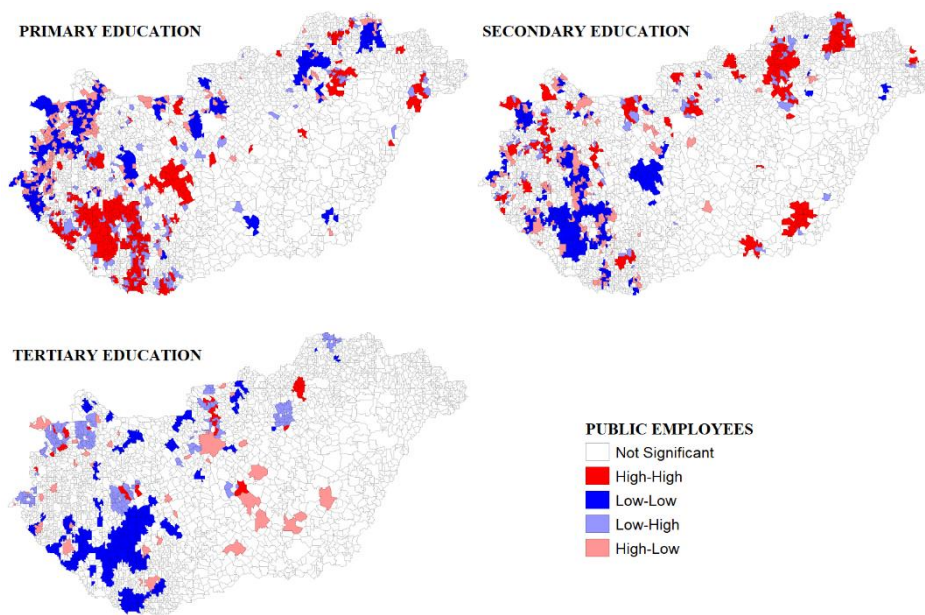 PRIMARY EDUCATION
SECONDARY EDUCATION
TERTIARY EDUCATION
PUBLIC EMPLOYEES
Not Significant
High-High
Low-Low
Low-High
High-Low